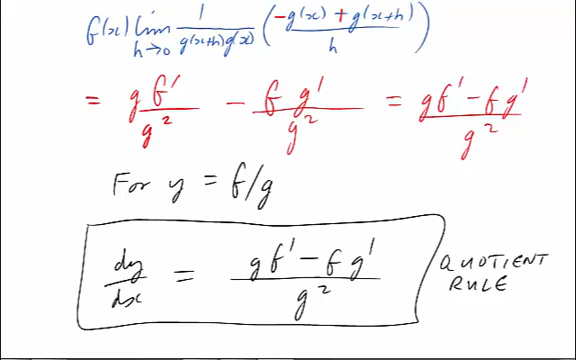 f(x) lim h→0 1/(g(x+h)g(x)) ((-g(x) + g(x+h))/h)
= gf'/g² - fg'/g² = (gf' - fg')/g²
For y = f/g
dy/dx = (gf' - fg')/g²
QUOTIENT
RULE